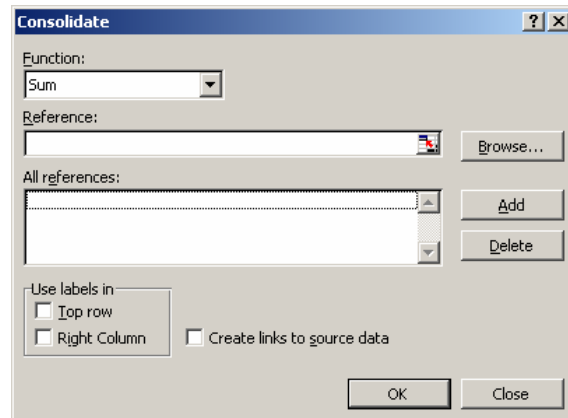 Consolidate
Function:
Sum
Reference:
Browse...
All references:
Add
Delete
Use labels in
Top row
Right Column
Create links to source data
OK
Close